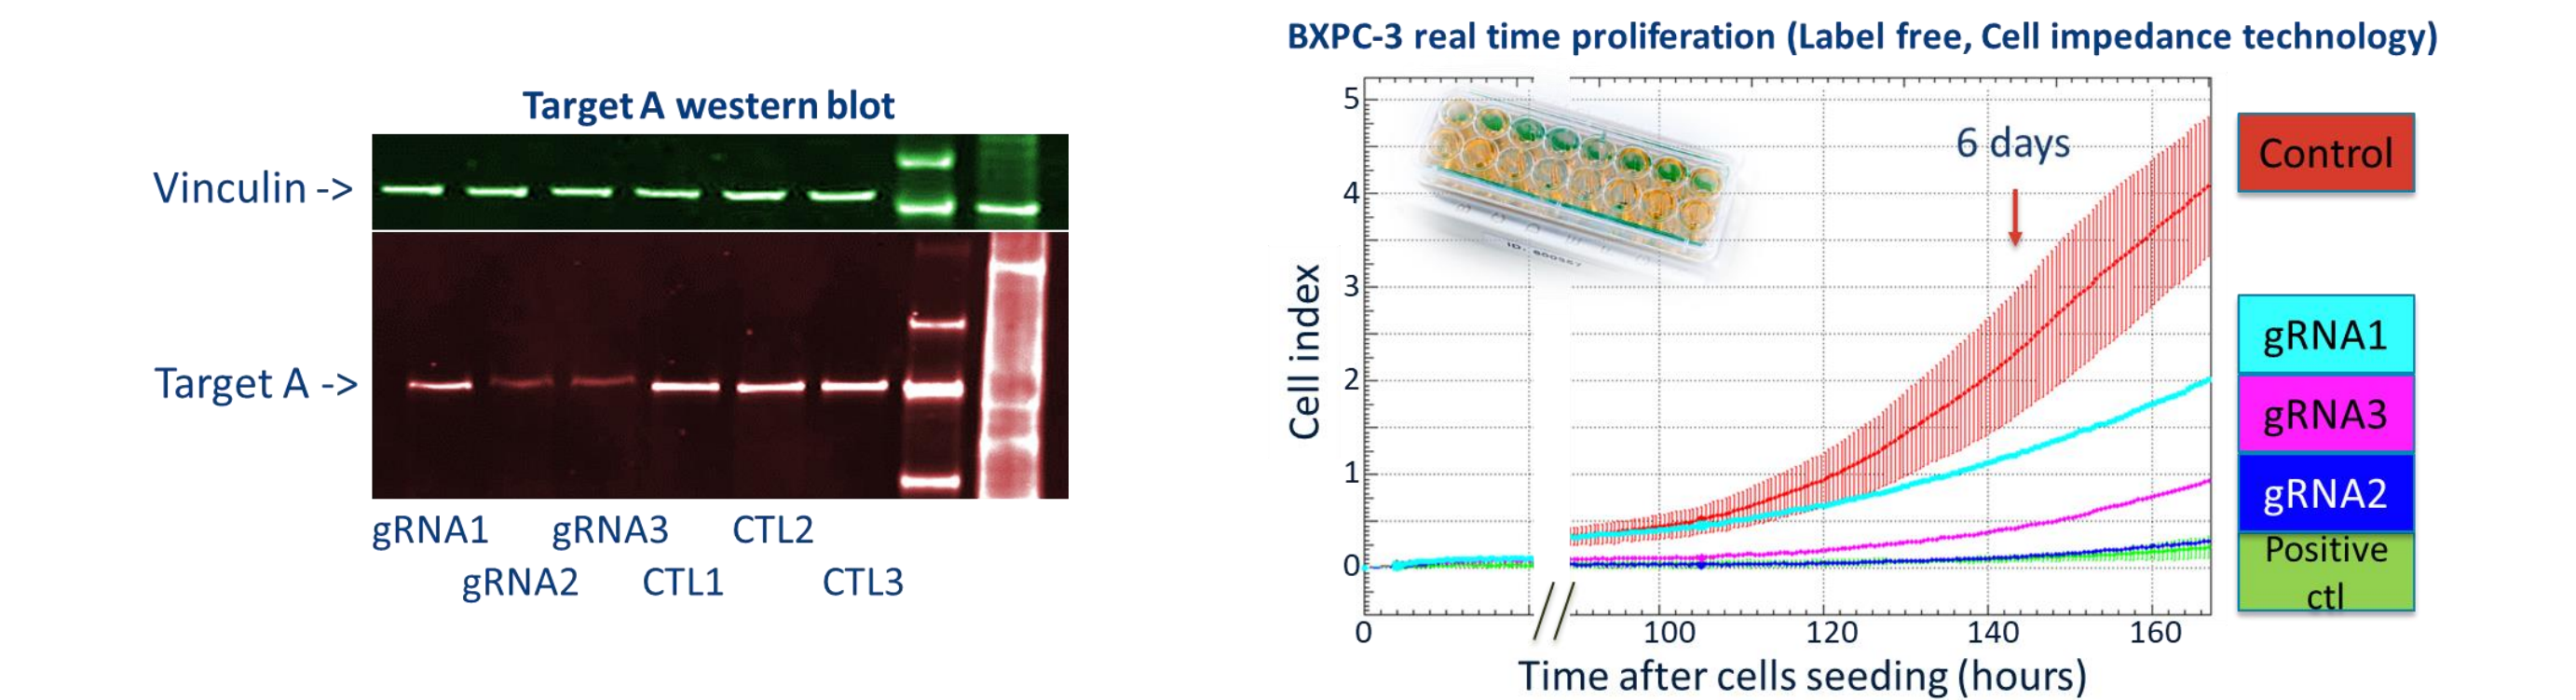 Target A western blot
Vinculin ->
Target A ->
gRNA1
gRNA2
gRNA3
CTL1
CTL2
CTL3
BXPC-3 real time proliferation (Label free, Cell impedance technology)
Cell index
5
4
3
2
1
0
6 days
0
100
120
140
160
Time after cells seeding (hours)
Control
gRNA1
gRNA3
gRNA2
Positive
ctl